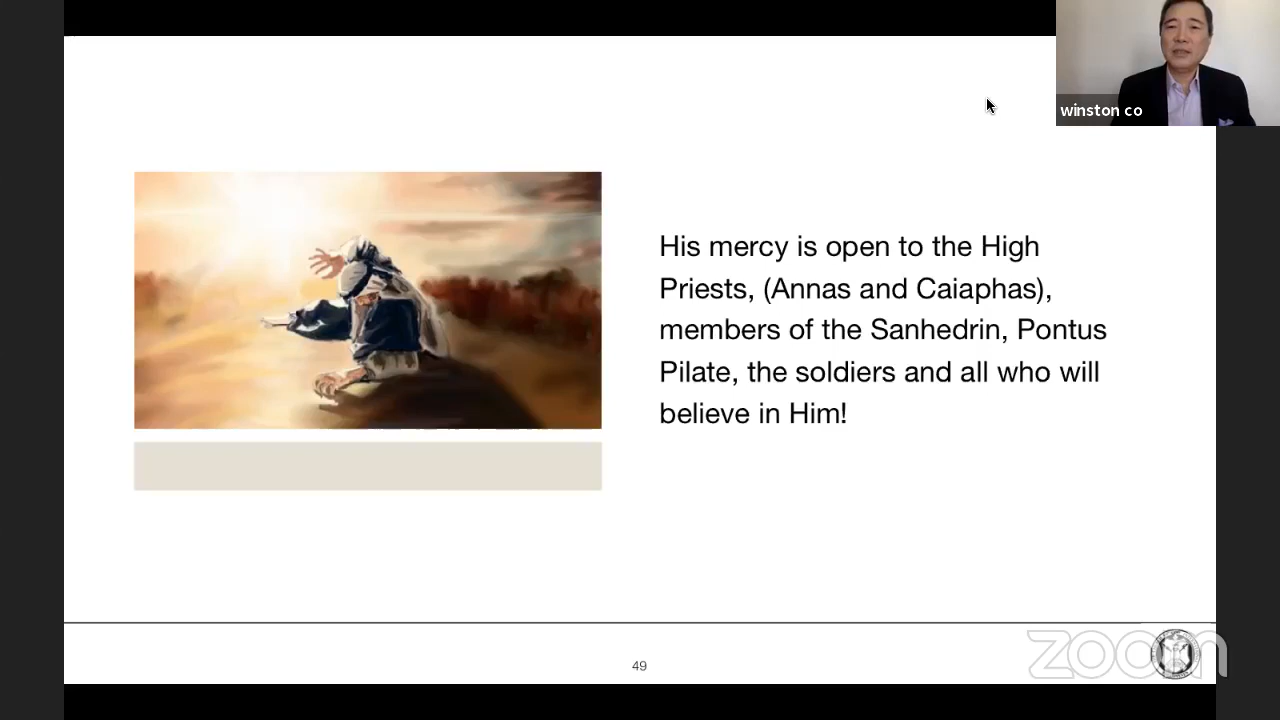 winston co
His mercy is open to the High
Priests, (Annas and Caiaphas),
members of the Sanhedrin, Pontus
Pilate, the soldiers and all who will
believe in Him!
49
zoom